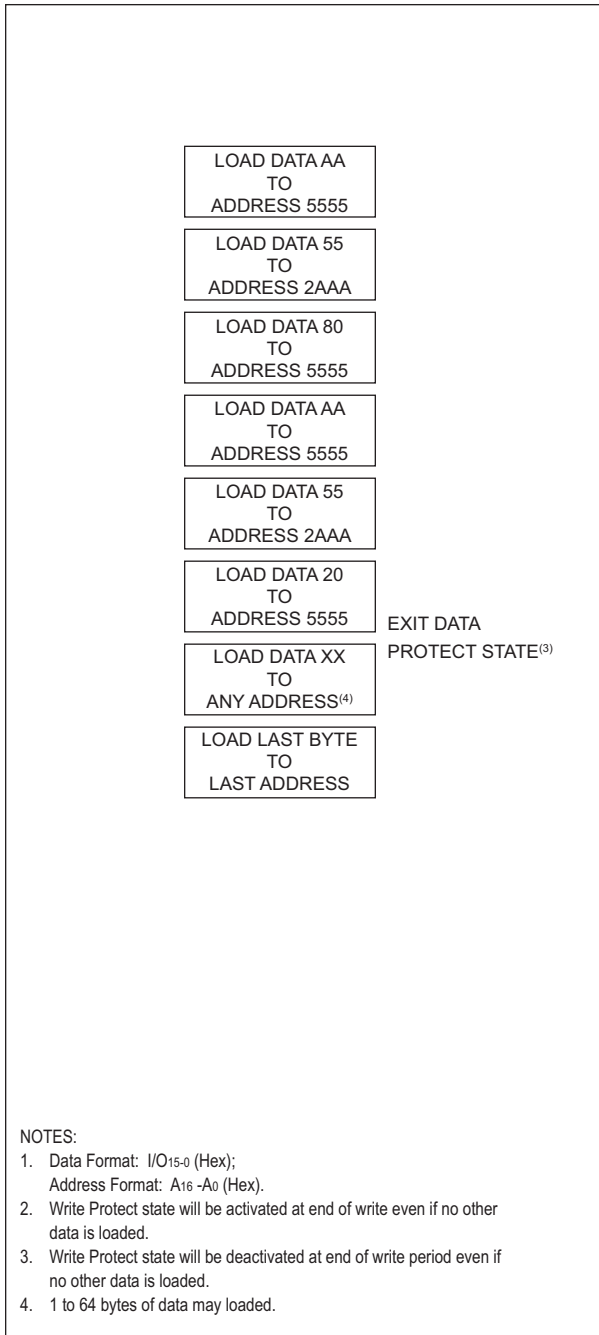 LOAD DATA AA
TO
ADDRESS 5555
LOAD DATA 55
TO
ADDRESS 2AAA
LOAD DATA 80
TO
ADDRESS 5555
LOAD DATA AA
TO
ADDRESS 5555
LOAD DATA 55
TO
ADDRESS 2AAA
LOAD DATA 20
TO
ADDRESS 5555
EXIT DATA
PROTECT STATE(3)
LOAD DATA XX
TO
ANY ADDRESS(4)
LOAD LAST BYTE
TO
LAST ADDRESS
NOTES:
1. Data Format: I/O15-0 (Hex);
Address Format: A16 -A0 (Hex).
2. Write Protect state will be activated at end of write even if no other
data is loaded.
3. Write Protect state will be deactivated at end of write period even if
no other data is loaded.
4. 1 to 64 bytes of data may loaded.